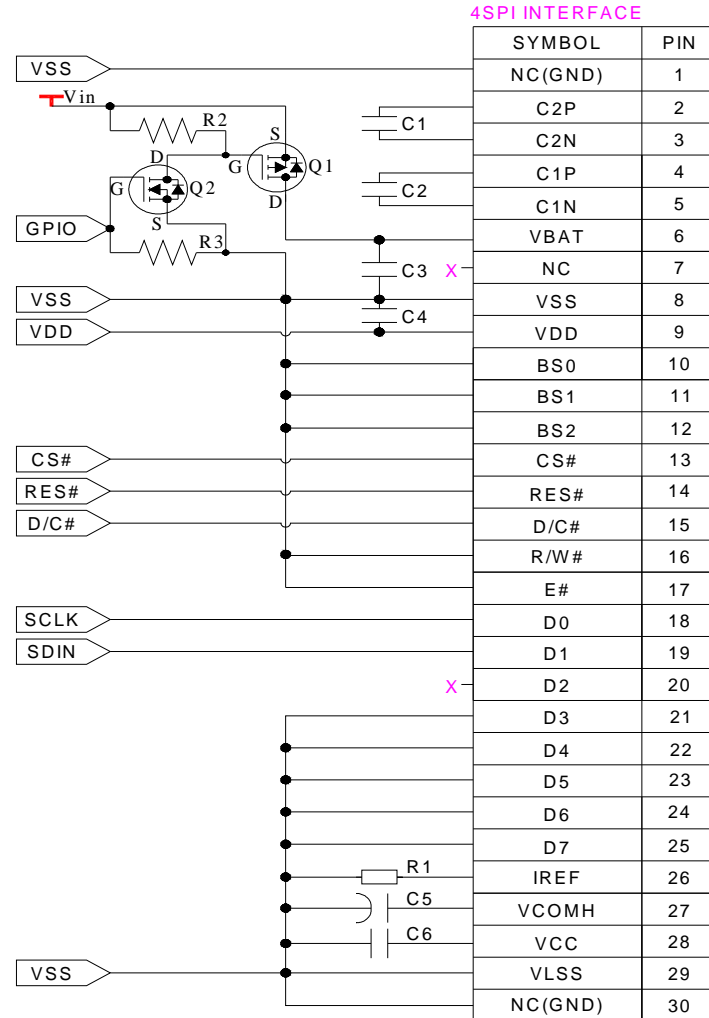 4SPI INTERFACE
SYMBOL PIN
VSS NC(GND) 1
Vin
C2P 2
C1
R2
C2N 3
S
D G Q1
C1P 4
G Q2 C2
D
C1N 5
S
GPIO R3 VBAT 6
C3 X NC 7
VSS VSS 8
C4
VDD VDD 9
BS0 10
BS1 11
BS2 12
CS# CS# 13
RES# RES# 14
D/C# D/C# 15
R/W# 16
E# 17
SCLK D0 18
SDIN D1 19
X D2 20
D3 21
D4 22
D5 23
D6 24
D7 25
R1 IREF 26
C5 VCOMH 27
C6 VCC 28
VSS VLSS 29
NC(GND) 30